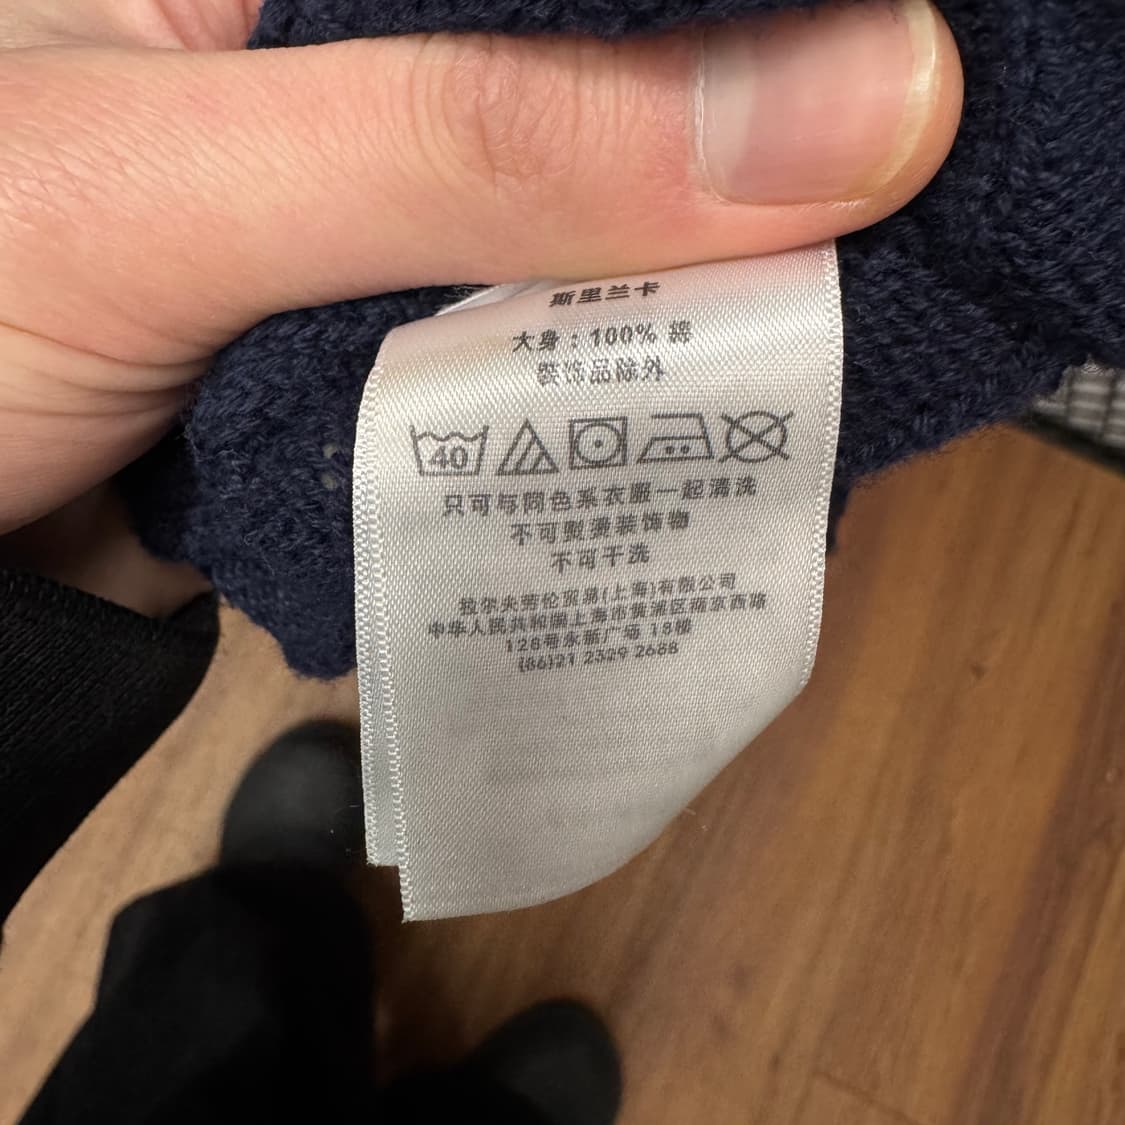 斯里兰卡
大身：100% 棉
装饰品除外
40
只可与同色系衣服一起清洗
不可熨烫装饰物
不可干洗
拉尔夫劳伦贸易(上海)有限公司
中华人民共和国上海市黄浦区南京西路
128号永新广场 18楼
(86)21 2329 2688